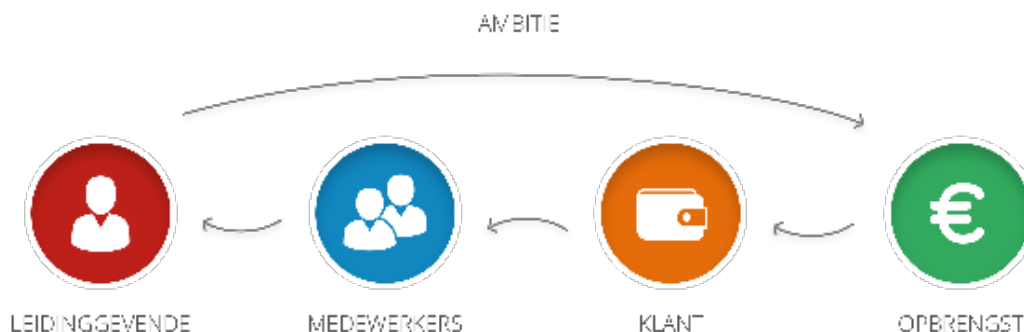 AMBITIE
LEIDINGGEVENDE
MEDEWERKERS
KLANT
OPBRENGST